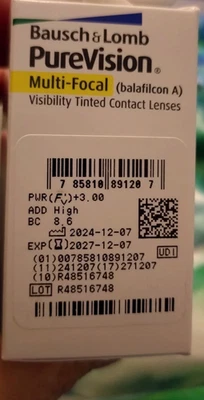 Bausch & Lomb
PureVision®
Multi-Focal (balafilcon A)
Visibility Tinted Contact Lenses
7 85810 89120 7
PWR(F'v)+3.00
ADD High
BC 8.6
2024-12-07
EXP 2027-12-07
UDI
(01)00785810891207
(11)241207(17)271207
(10)R48516748
LOT R48516748